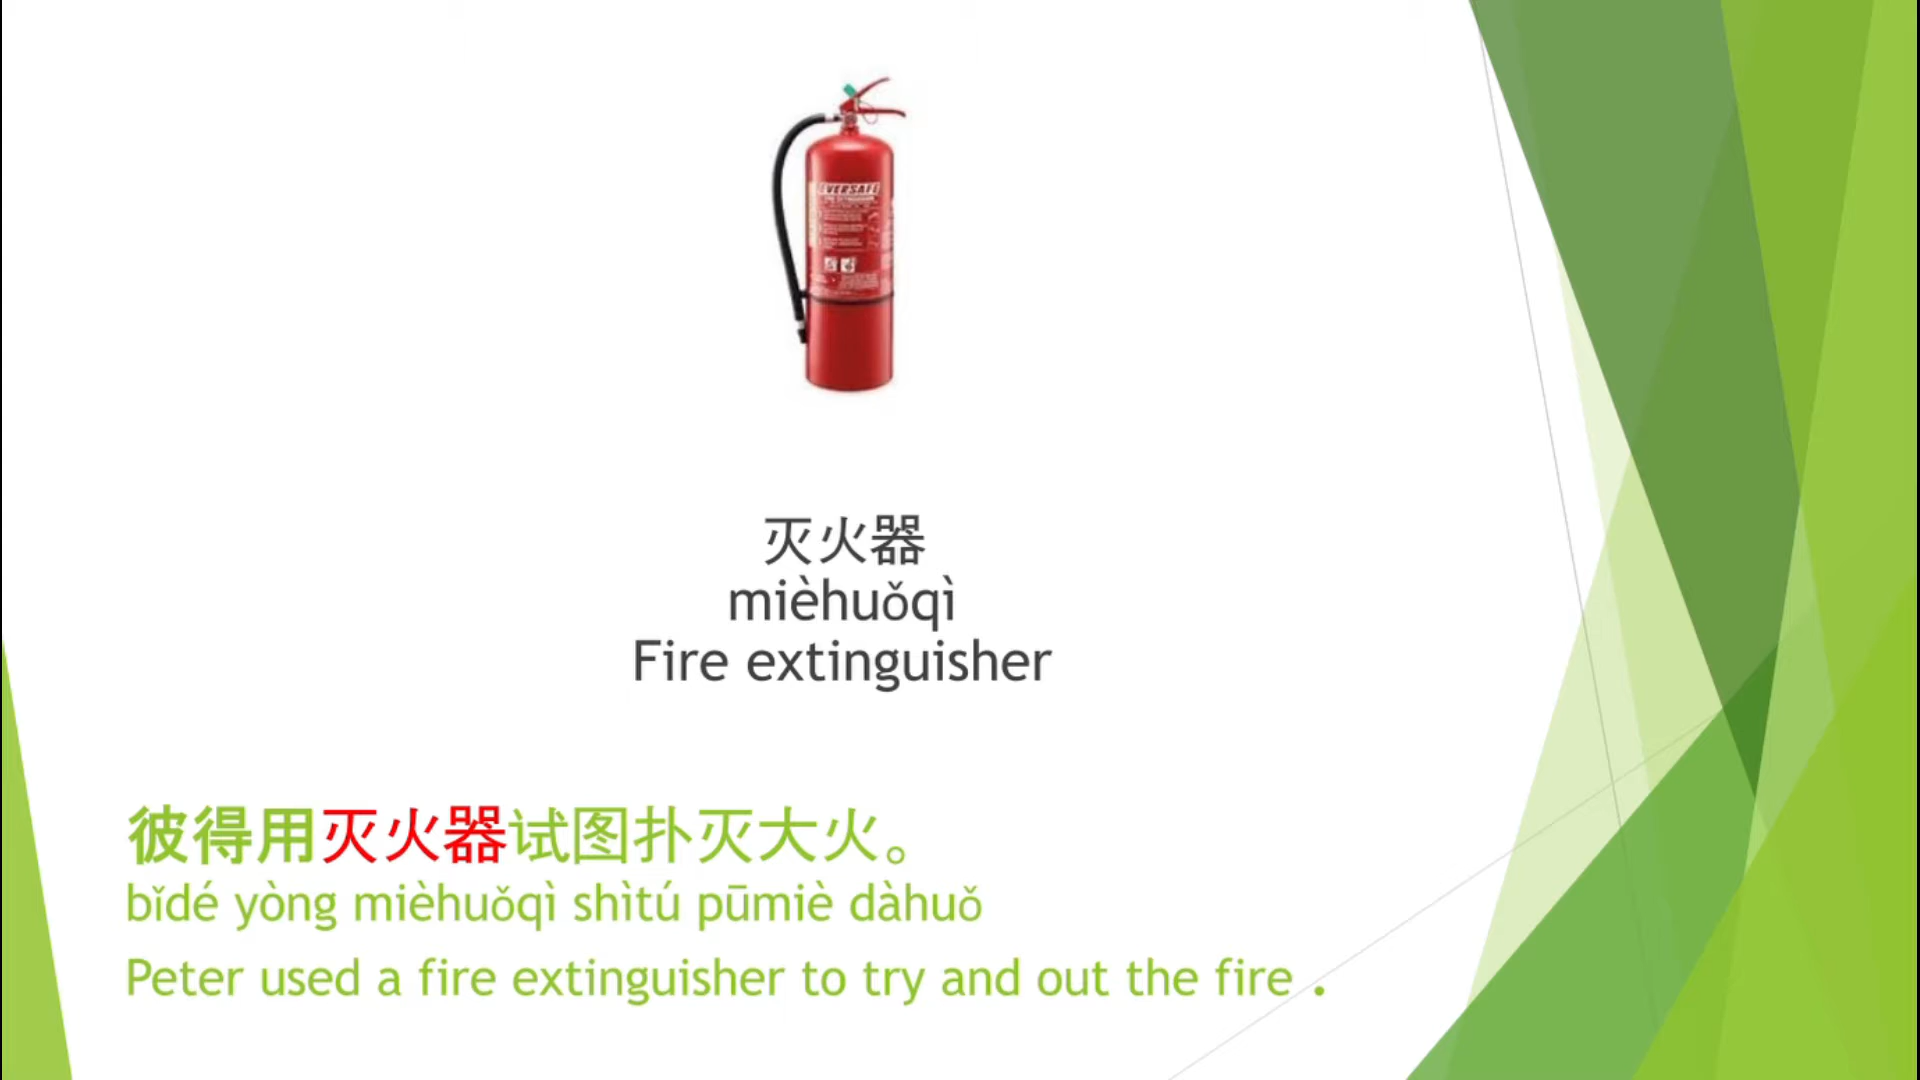 EVERSAFE
灭火器
mièhuǒqì
Fire extinguisher
彼得用灭火器试图扑灭大火。
bǐdé yòng mièhuǒqì shìtú pūmiè dàhuǒ
Peter used a fire extinguisher to try and out the fire .